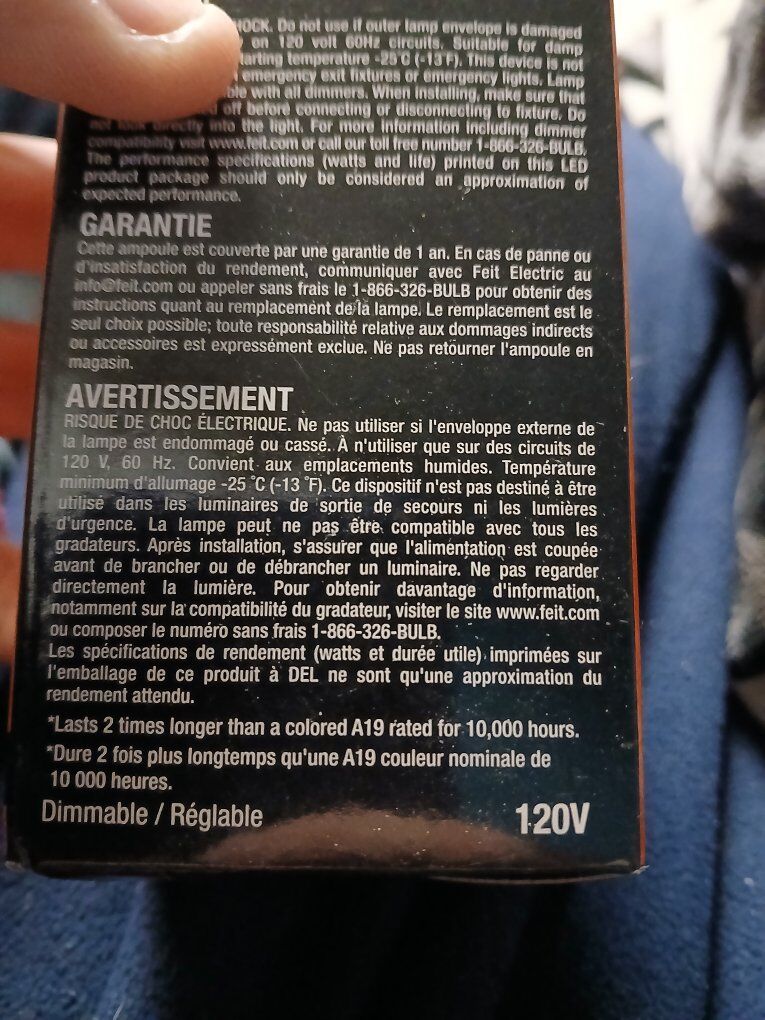 HOCK. Do not use if outer lamp envelope is damaged
on 120 volt 60Hz circuits. Suitable for damp
arting temperature -25°C (-13°F). This device is not
emergency exit fixtures or emergency lights. Lamp
ble with all dimmers. When installing, make sure that
off before connecting or disconnecting to fixture. Do
not look directly into the light. For more information including dimmer
compatibility visit www.feit.com or call our toll free number 1-866-326-BULB.
The performance specifications (watts and life) printed on this LED
product package should only be considered an approximation of
expected performance.
GARANTIE
Cette ampoule est couverte par une garantie de 1 an. En cas de panne ou
d'insatisfaction du rendement, communiquer avec Feit Electric au
info@feit.com ou appeler sans frais le 1-866-326-BULB pour obtenir des
instructions quant au remplacement de la lampe. Le remplacement est le
seul choix possible; toute responsabilité relative aux dommages indirects
ou accessoires est expressément exclue. Ne pas retourner l'ampoule en
magasin.
AVERTISSEMENT
RISQUE DE CHOC ÉLECTRIQUE. Ne pas utiliser si l'enveloppe externe de
la lampe est endommagé ou cassé. À n'utiliser que sur des circuits de
120 V, 60 Hz. Convient aux emplacements humides. Température
minimum d'allumage -25 °C (-13 °F). Ce dispositif n'est pas destiné à être
utilisé dans les luminaires de sortie de secours ni les lumières
d'urgence. La lampe peut ne pas être compatible avec tous les
gradateurs. Après installation, s'assurer que l'alimentation est coupée
avant de brancher ou de débrancher un luminaire. Ne pas regarder
directement la lumière. Pour obtenir davantage d'information,
notamment sur la compatibilité du gradateur, visiter le site www.feit.com
ou composer le numéro sans frais 1-866-326-BULB.
Les spécifications de rendement (watts et durée utile) imprimées sur
l'emballage de ce produit à DEL ne sont qu'une approximation du
rendement attendu.
*Lasts 2 times longer than a colored A19 rated for 10,000 hours.
*Dure 2 fois plus longtemps qu'une A19 couleur nominale de
10 000 heures.
Dimmable / Réglable 120V